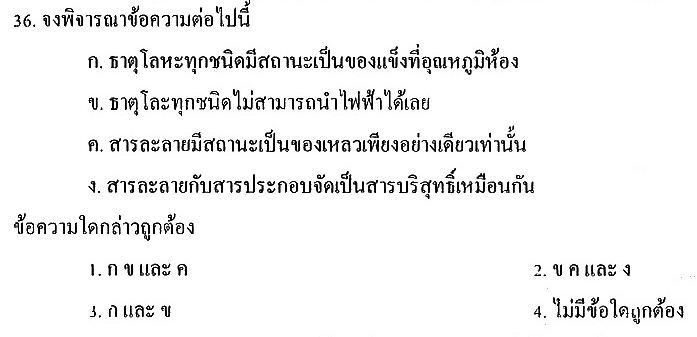 36. จงพิจารณาข้อความต่อไปนี้
ก. ธาตุโลหะทุกชนิดมีสถานะเป็นของแข็งที่อุณหภูมิห้อง
ข. ธาตุโละทุกชนิดไม่สามารถนำไฟฟ้าได้เลย
ค. สารละลายมีสถานะเป็นของเหลวเพียงอย่างเดียวเท่านั้น
ง. สารละลายกับสารประกอบจัดเป็นสารบริสุทธิ์เหมือนกัน
ข้อความใดกล่าวถูกต้อง
1. ก ข และ ค 2. ข ค และ ง
3. ก และ ข 4. ไม่มีข้อใดถูกต้อง